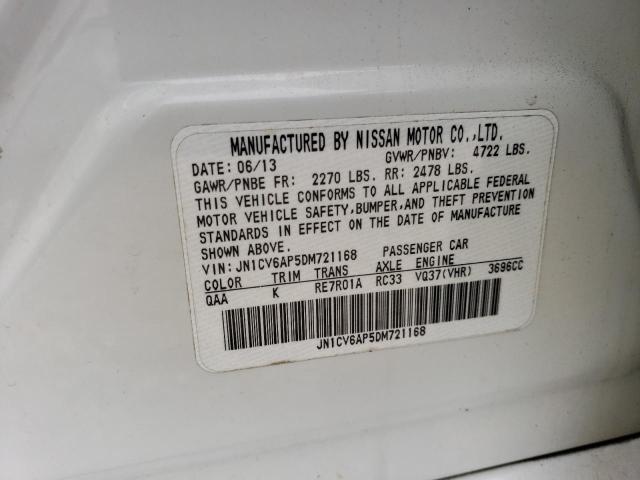 MANUFACTURED BY NISSAN MOTOR CO.,LTD.
DATE: 06/13 GVWR/PNBV: 4722 LBS.
GAWR/PNBE FR: 2270 LBS. RR: 2478 LBS.
THIS VEHICLE CONFORMS TO ALL APPLICABLE FEDERAL
MOTOR VEHICLE SAFETY,BUMPER,AND THEFT PREVENTION
STANDARDS IN EFFECT ON THE DATE OF MANUFACTURE
SHOWN ABOVE.
VIN: JN1CV6AP5DM721168 PASSENGER CAR
COLOR TRIM TRANS AXLE ENGINE
QAA K RE7R01A RC33 VQ37(VHR) 3696CC
JN1CV6AP5DM721168